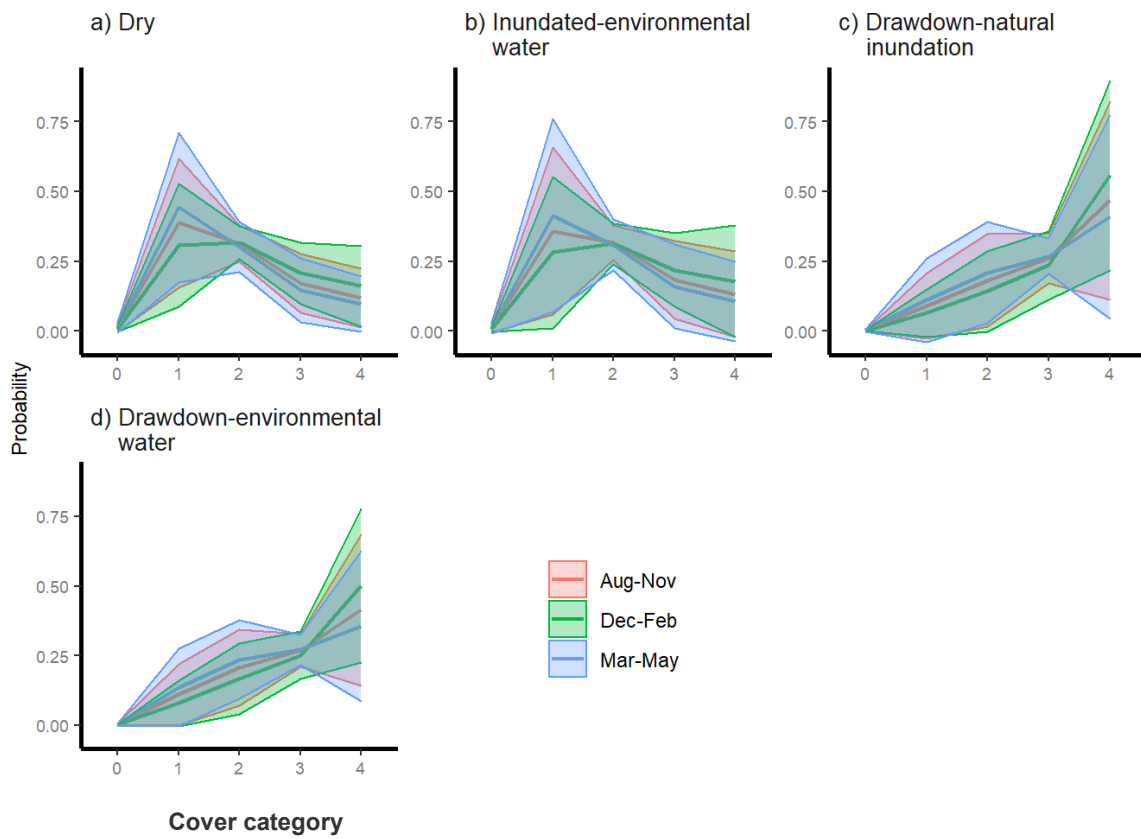 a) Dry
b) Inundated-environmental
water
c) Drawdown-natural
inundation
0.75
0.50
0.25
0.00
0 1 2 3 4
0.75
0.50
0.25
0.00
0 1 2 3 4
0.75
0.50
0.25
0.00
0 1 2 3 4
Probability
d) Drawdown-environmental
water
0.75
0.50
0.25
0.00
0 1 2 3 4
Aug-Nov
Dec-Feb
Mar-May
Cover category